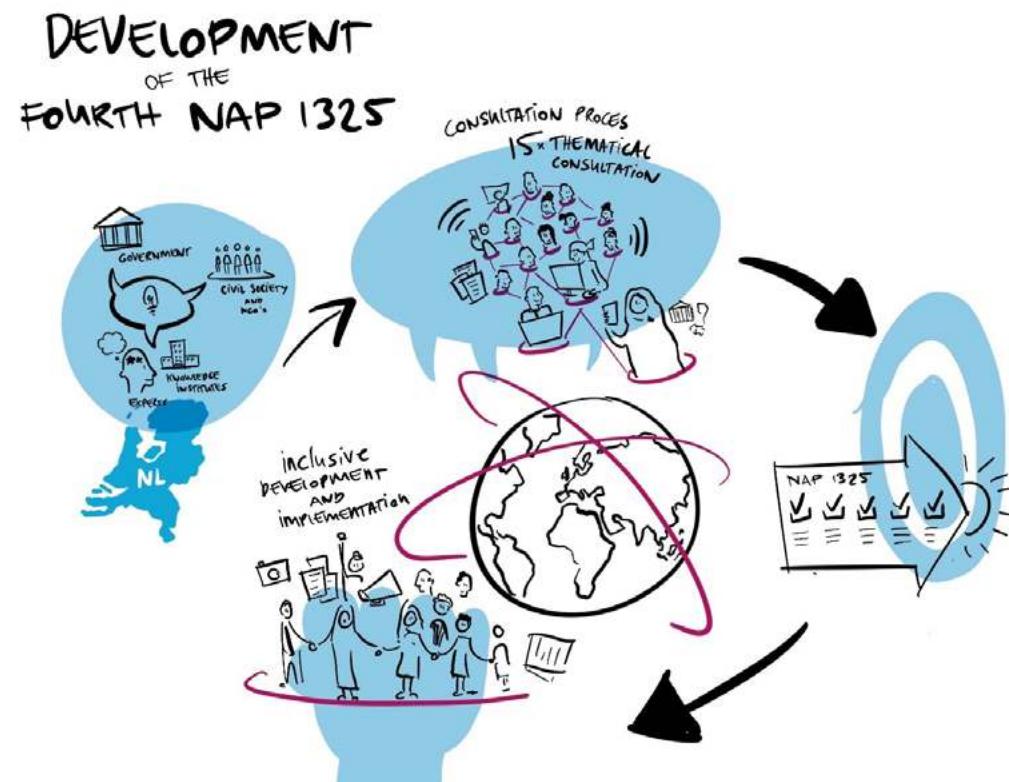 DEVELOPMENT
OF THE
FOURTH NAP 1325
CONSULTATION PROCES
15x THEMATICAL
CONSULTATION
GOVERNMENT
CIVIL SOCIETY
AND
NGO's
KNOWLEDGE
INSTITUTES
EXPERTS
NL
inclusive
DEVELOPMENT
AND
IMPLEMENTATION
NAP 1325
?